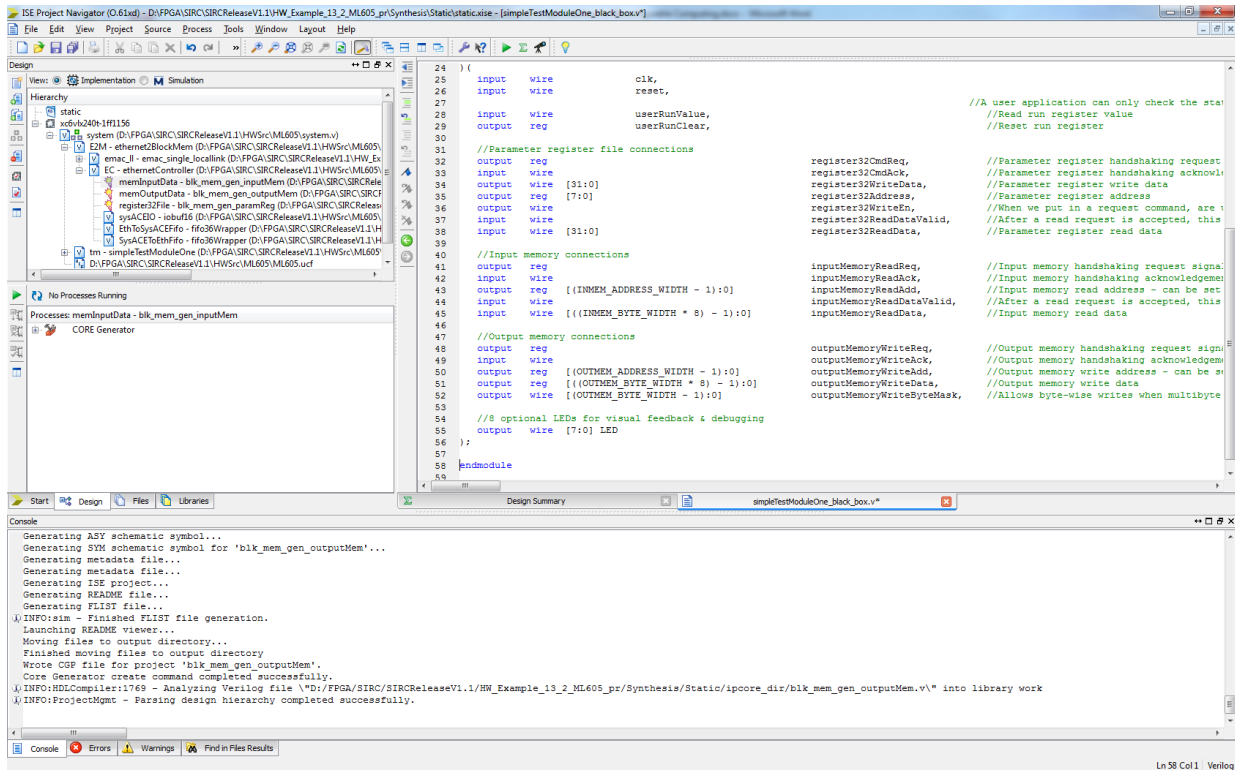 ISE Project Navigator (O.61xd) - D:\FPGA\SIRC\SIRCReleaseV1.1\HW_Example_13_2_ML605_pr\Synthesis\Static\static.xise - [simpleTestModuleOne_black_box.v*]
File Edit View Project Source Process Tools Window Layout Help
Design
View: Implementation Simulation
Hierarchy
static
xc6vlx240t-1ff1156
system (D:\FPGA\SIRC\SIRCReleaseV1.1\HWSrc\ML605\system.v)
E2M - ethernet2BlockMem (D:\FPGA\SIRC\SIRCReleaseV1.1\HWSrc\ML605\
emac_ll - emac_single_locallink (D:\FPGA\SIRC\SIRCReleaseV1.1\HW_Ex
EC - ethernetController (D:\FPGA\SIRC\SIRCReleaseV1.1\HWSrc\ML605
memInputData - blk_mem_gen_inputMem (D:\FPGA\SIRC\SIRCRele
memOutputData - blk_mem_gen_outputMem (D:\FPGA\SIRC\SIRCF
register32File - blk_mem_gen_paramReg (D:\FPGA\SIRC\SIRCReleas
sysACEIO - iobuf16 (D:\FPGA\SIRC\SIRCReleaseV1.1\HWSrc\ML605\
EthToSysACEFifo - fifo36Wrapper (D:\FPGA\SIRC\SIRCReleaseV1.1\H
SysACEToEthFifo - fifo36Wrapper (D:\FPGA\SIRC\SIRCReleaseV1.1\H
tm - simpleTestModuleOne (D:\FPGA\SIRC\SIRCReleaseV1.1\HWSrc\ML605'
D:\FPGA\SIRC\SIRCReleaseV1.1\HWSrc\ML605\ML605.ucf
No Processes Running
Processes: memInputData - blk_mem_gen_inputMem
CORE Generator
Start Design Files Libraries
24 )(
25 input wire clk,
26 input wire reset,
27 //A user application can only check the stat
28 input wire userRunValue, //Read run register value
29 output reg userRunClear, //Reset run register
30
31 //Parameter register file connections
32 output reg register32CmdReq, //Parameter register handshaking request
33 input wire register32CmdAck, //Parameter register handshaking acknowle
34 output wire [31:0] register32WriteData, //Parameter register write data
35 output reg [7:0] register32Address, //Parameter register address
36 output wire register32WriteEn, //When we put in a request command, are
37 input wire register32ReadDataValid, //After a read request is accepted, this
38 input wire [31:0] register32ReadData, //Parameter register read data
39
40 //Input memory connections
41 output reg inputMemoryReadReq, //Input memory handshaking request signal
42 input wire inputMemoryReadAck, //Input memory handshaking acknowledgemen
43 output reg [(INMEM_ADDRESS_WIDTH - 1):0] inputMemoryReadAdd, //Input memory read address - can be set
44 input wire inputMemoryReadDataValid, //After a read request is accepted, this
45 input wire [((INMEM_BYTE_WIDTH * 8) - 1):0] inputMemoryReadData, //Input memory read data
46
47 //Output memory connections
48 output reg outputMemoryWriteReq, //Output memory handshaking request signa
49 input wire outputMemoryWriteAck, //Output memory handshaking acknowledgeme
50 output reg [(OUTMEM_ADDRESS_WIDTH - 1):0] outputMemoryWriteAdd, //Output memory write address - can be se
51 output reg [((OUTMEM_BYTE_WIDTH * 8) - 1):0] outputMemoryWriteData, //Output memory write data
52 output wire [(OUTMEM_BYTE_WIDTH - 1):0] outputMemoryWriteByteMask, //Allows byte-wise writes when multibyte
53
54 //8 optional LEDs for visual feedback & debugging
55 output wire [7:0] LED
56 );
57
58 endmodule
59
Design Summary simpleTestModuleOne_black_box.v*
Console
Generating ASY schematic symbol...
Generating SYM schematic symbol for 'blk_mem_gen_outputMem'...
Generating metadata file...
Generating metadata file...
Generating ISE project...
Generating README file...
Generating FLIST file...
INFO:sim - Finished FLIST file generation.
Launching README viewer...
Moving files to output directory...
Finished moving files to output directory
Wrote CGP file for project 'blk_mem_gen_outputMem'.
Core Generator create command completed successfully.
INFO:HDLCompiler:1769 - Analyzing Verilog file \"D:/FPGA/SIRC/SIRCReleaseV1.1/HW_Example_13_2_ML605_pr/Synthesis/Static/ipcore_dir/blk_mem_gen_outputMem.v\" into library work
INFO:ProjectMgmt - Parsing design hierarchy completed successfully.
Console Errors Warnings Find in Files Results
Ln 58 Col 1 Verilog